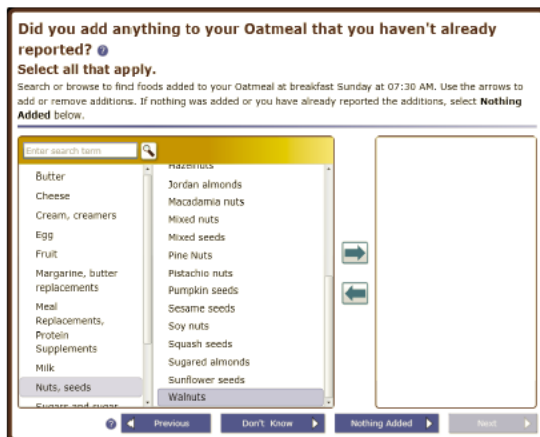 Did you add anything to your Oatmeal that you haven't already
reported?
Select all that apply.
Search or browse to find foods added to your Oatmeal at breakfast Sunday at 07:30 AM. Use the arrows to
add or remove additions. If nothing was added or you have already reported the additions, select Nothing
Added below.
Enter search term
Butter
Cheese
Cream, creamers
Egg
Fruit
Margarine, butter
replacements
Meal
Replacements,
Protein
Supplements
Milk
Nuts, seeds
Sugars and sugar
Hazelnuts
Jordan almonds
Macadamia nuts
Mixed nuts
Mixed seeds
Pine Nuts
Pistachio nuts
Pumpkin seeds
Sesame seeds
Soy nuts
Squash seeds
Sugared almonds
Sunflower seeds
Walnuts
Previous
Don't Know
Nothing Added
Next